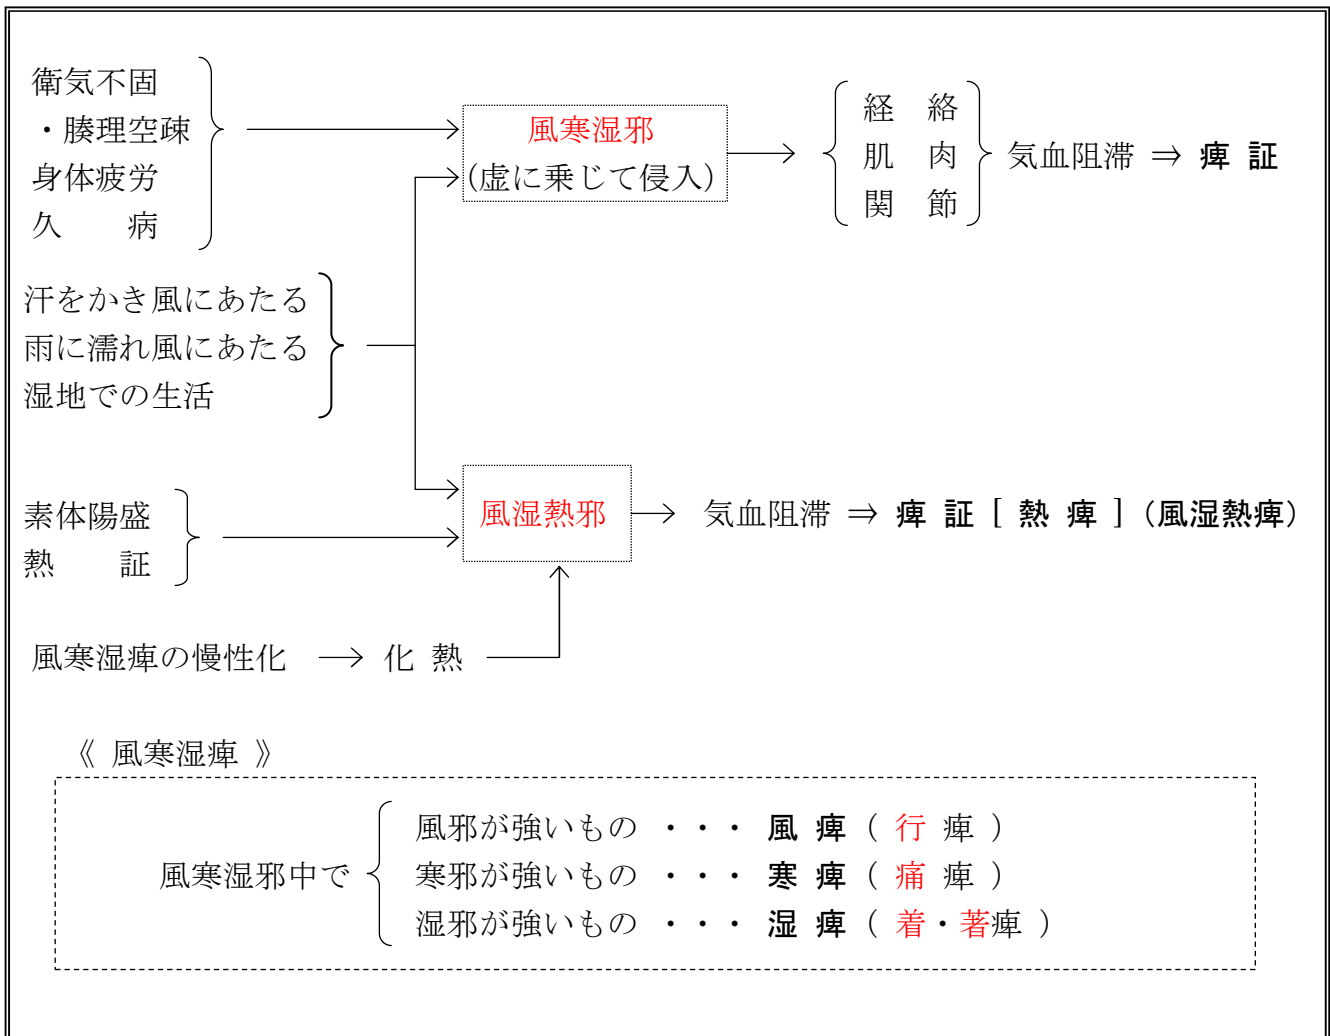 衛気不固
・腠理空疎
身体疲労
久　病
風寒湿邪
(虚に乗じて侵入)
経　絡
肌　肉
関　節
気血阻滞 ⇒ 痺 証
汗をかき風にあたる
雨に濡れ風にあたる
湿地での生活
素体陽盛
熱　証
風湿熱邪
気血阻滞 ⇒ 痺 証 [ 熱 痺 ] (風湿熱痺)
風寒湿痺の慢性化 → 化 熱
《 風寒湿痺 》
風寒湿邪中で
風邪が強いもの ・・・ 風 痺 ( 行 痺 )
寒邪が強いもの ・・・ 寒 痺 ( 痛 痺 )
湿邪が強いもの ・・・ 湿 痺 ( 着・著痺 )